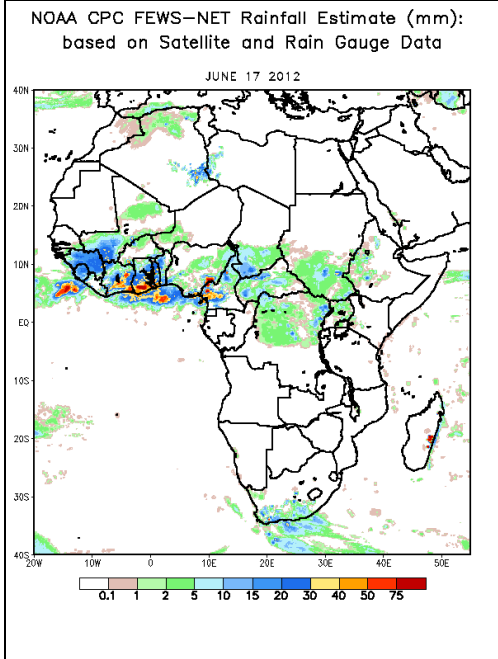 NOAA CPC FEWS-NET Rainfall Estimate (mm):
based on Satellite and Rain Gauge Data
JUNE 17 2012
40N
30N
20N
10N
EQ
10S
20S
30S
40S
20W 10W 0 10E 20E 30E 40E 50E
0.1 1 2 5 10 15 20 30 40 50 75